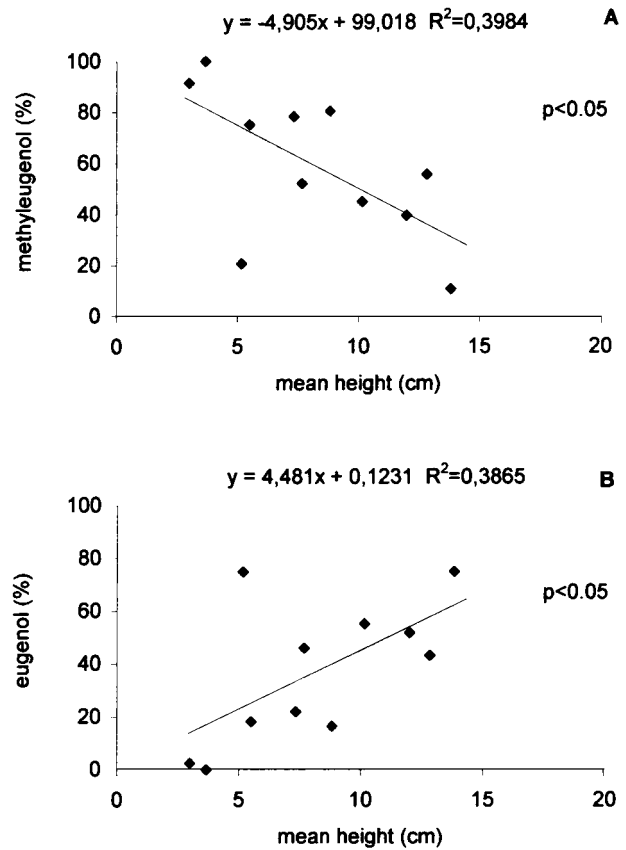 y = -4,905x + 99,018 R²=0,3984
A
100
80
60
40
20
0
methyleugenol (%)
p<0.05
0 5 10 15 20
mean height (cm)
y = 4,481x + 0,1231 R²=0,3865
B
100
80
60
40
20
0
eugenol (%)
p<0.05
0 5 10 15 20
mean height (cm)